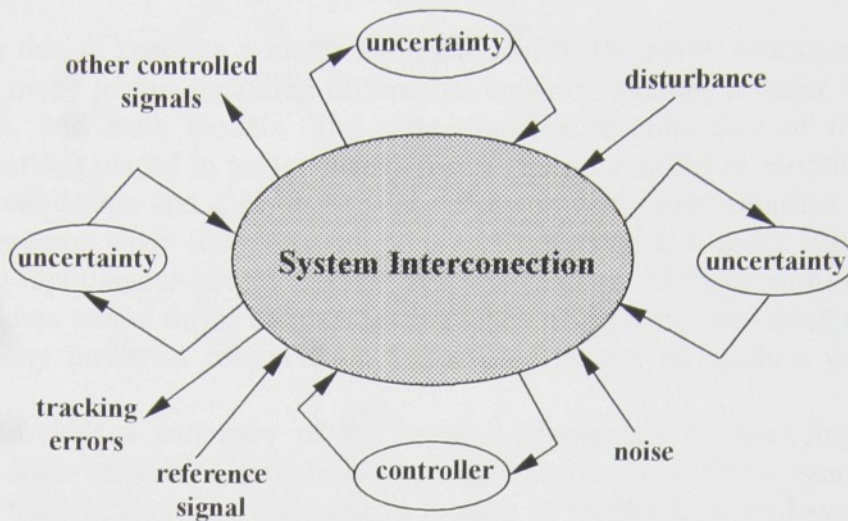 uncertainty
other controlled
signals
disturbance
uncertainty
System Interconection
uncertainty
tracking
errors
reference
signal
controller
noise